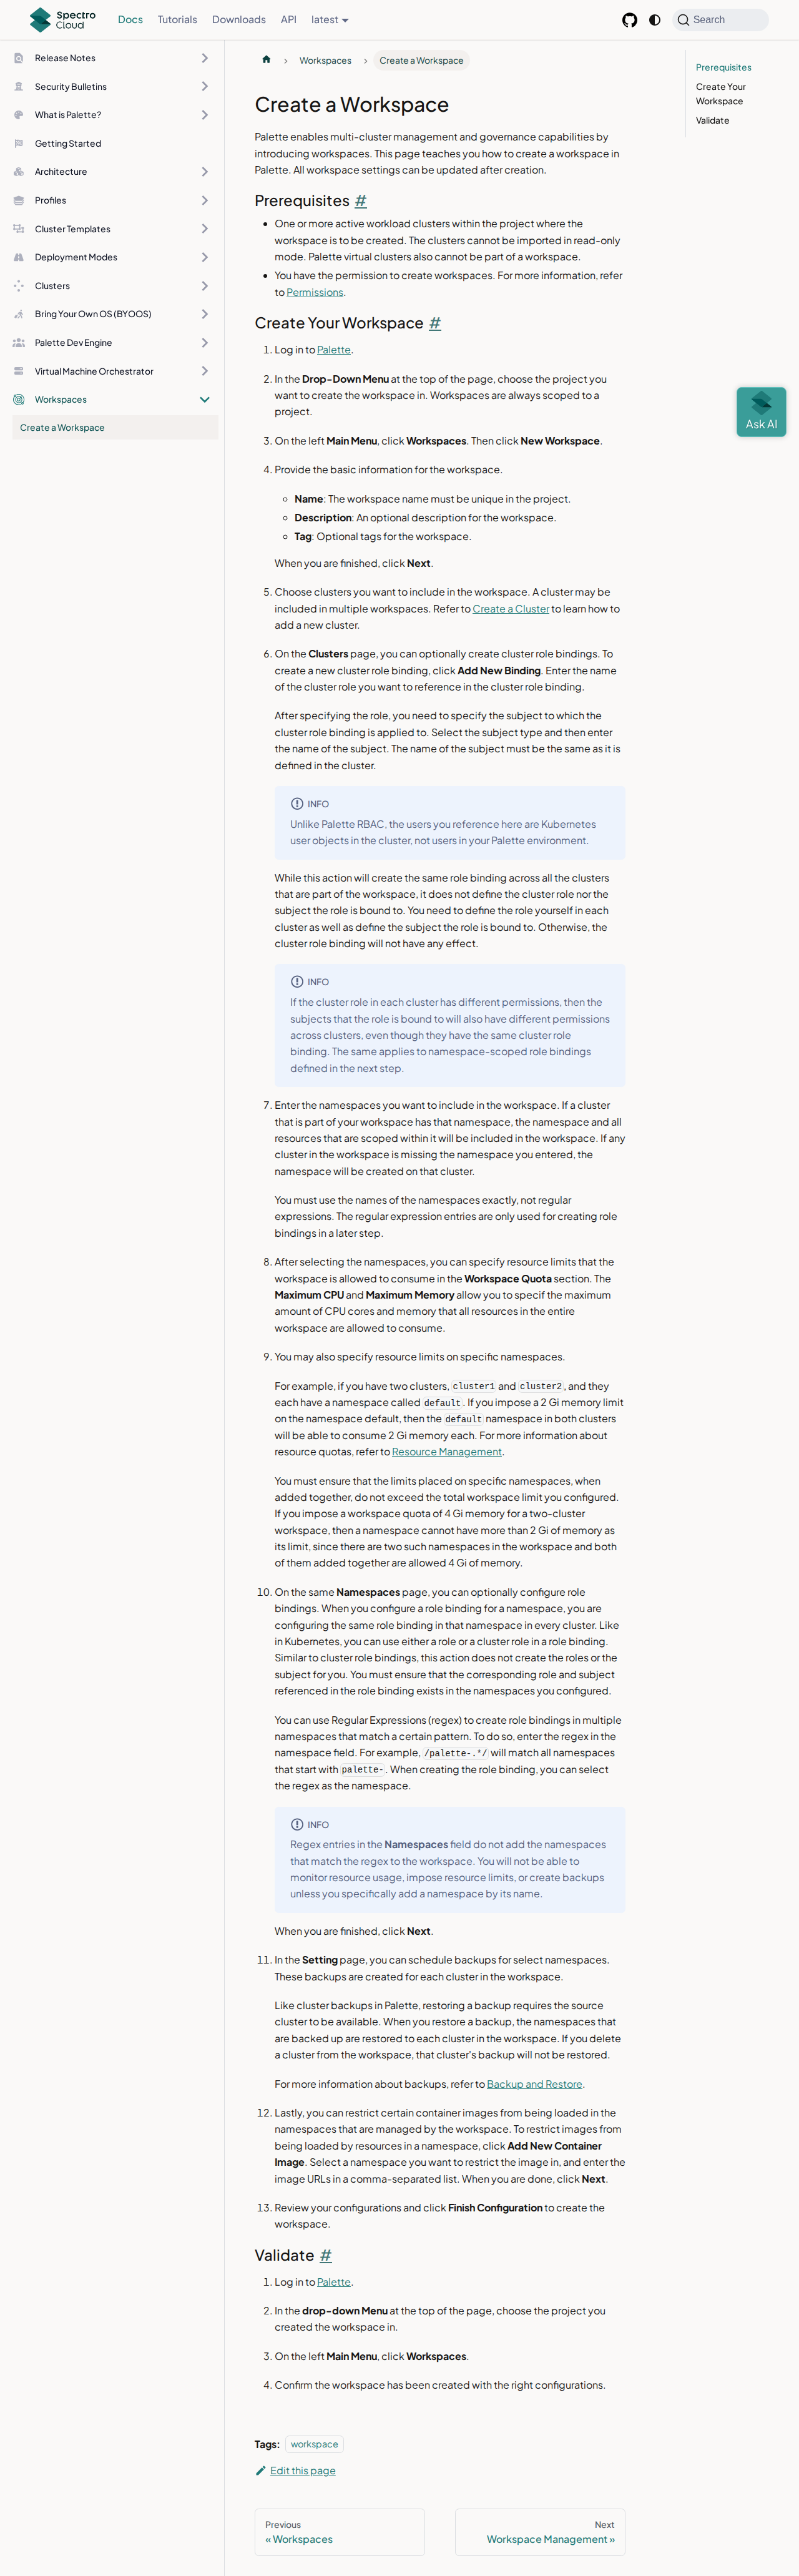 Spectro Cloud
Docs
Tutorials
Downloads
API
latest
Search
Release Notes
Security Bulletins
What is Palette?
Getting Started
Architecture
Profiles
Cluster Templates
Deployment Modes
Clusters
Bring Your Own OS (BYOOS)
Palette Dev Engine
Virtual Machine Orchestrator
Workspaces
Create a Workspace
Workspaces
Create a Workspace
Create a Workspace
Palette enables multi-cluster management and governance capabilities by
introducing workspaces. This page teaches you how to create a workspace in
Palette. All workspace settings can be updated after creation.
Prerequisites #
• One or more active workload clusters within the project where the
workspace is to be created. The clusters cannot be imported in read-only
mode. Palette virtual clusters also cannot be part of a workspace.
• You have the permission to create workspaces. For more information, refer
to Permissions.
Create Your Workspace #
1. Log in to Palette.
2. In the Drop-Down Menu at the top of the page, choose the project you
want to create the workspace in. Workspaces are always scoped to a
project.
3. On the left Main Menu, click Workspaces. Then click New Workspace.
4. Provide the basic information for the workspace.
◦ Name: The workspace name must be unique in the project.
◦ Description: An optional description for the workspace.
◦ Tag: Optional tags for the workspace.
When you are finished, click Next.
5. Choose clusters you want to include in the workspace. A cluster may be
included in multiple workspaces. Refer to Create a Cluster to learn how to
add a new cluster.
6. On the Clusters page, you can optionally create cluster role bindings. To
create a new cluster role binding, click Add New Binding. Enter the name
of the cluster role you want to reference in the cluster role binding.
After specifying the role, you need to specify the subject to which the
cluster role binding is applied to. Select the subject type and then enter
the name of the subject. The name of the subject must be the same as it is
defined in the cluster.
INFO
Unlike Palette RBAC, the users you reference here are Kubernetes
user objects in the cluster, not users in your Palette environment.
While this action will create the same role binding across all the clusters
that are part of the workspace, it does not define the cluster role nor the
subject the role is bound to. You need to define the role yourself in each
cluster as well as define the subject the role is bound to. Otherwise, the
cluster role binding will not have any effect.
INFO
If the cluster role in each cluster has different permissions, then the
subjects that the role is bound to will also have different permissions
across clusters, even though they have the same cluster role
binding. The same applies to namespace-scoped role bindings
defined in the next step.
7. Enter the namespaces you want to include in the workspace. If a cluster
that is part of your workspace has that namespace, the namespace and all
resources that are scoped within it will be included in the workspace. If any
cluster in the workspace is missing the namespace you entered, the
namespace will be created on that cluster.
You must use the names of the namespaces exactly, not regular
expressions. The regular expression entries are only used for creating role
bindings in a later step.
8. After selecting the namespaces, you can specify resource limits that the
workspace is allowed to consume in the Workspace Quota section. The
Maximum CPU and Maximum Memory allow you to specif the maximum
amount of CPU cores and memory that all resources in the entire
workspace are allowed to consume.
9. You may also specify resource limits on specific namespaces.
For example, if you have two clusters, cluster1 and cluster2, and they
each have a namespace called default. If you impose a 2 Gi memory limit
on the namespace default, then the default namespace in both clusters
will be able to consume 2 Gi memory each. For more information about
resource quotas, refer to Resource Management.
You must ensure that the limits placed on specific namespaces, when
added together, do not exceed the total workspace limit you configured.
If you impose a workspace quota of 4 Gi memory for a two-cluster
workspace, then a namespace cannot have more than 2 Gi of memory as
its limit, since there are two such namespaces in the workspace and both
of them added together are allowed 4 Gi of memory.
10. On the same Namespaces page, you can optionally configure role
bindings. When you configure a role binding for a namespace, you are
configuring the same role binding in that namespace in every cluster. Like
in Kubernetes, you can use either a role or a cluster role in a role binding.
Similar to cluster role bindings, this action does not create the roles or the
subject for you. You must ensure that the corresponding role and subject
referenced in the role binding exists in the namespaces you configured.
You can use Regular Expressions (regex) to create role bindings in multiple
namespaces that match a certain pattern. To do so, enter the regex in the
namespace field. For example, /palette-.*/ will match all namespaces
that start with palette-. When creating the role binding, you can select
the regex as the namespace.
INFO
Regex entries in the Namespaces field do not add the namespaces
that match the regex to the workspace. You will not be able to
monitor resource usage, impose resource limits, or create backups
unless you specifically add a namespace by its name.
When you are finished, click Next.
11. In the Setting page, you can schedule backups for select namespaces.
These backups are created for each cluster in the workspace.
Like cluster backups in Palette, restoring a backup requires the source
cluster to be available. When you restore a backup, the namespaces that
are backed up are restored to each cluster in the workspace. If you delete
a cluster from the workspace, that cluster's backup will not be restored.
For more information about backups, refer to Backup and Restore.
12. Lastly, you can restrict certain container images from being loaded in the
namespaces that are managed by the workspace. To restrict images from
being loaded by resources in a namespace, click Add New Container
Image. Select a namespace you want to restrict the image in, and enter the
image URLs in a comma-separated list. When you are done, click Next.
13. Review your configurations and click Finish Configuration to create the
workspace.
Validate #
1. Log in to Palette.
2. In the drop-down Menu at the top of the page, choose the project you
created the workspace in.
3. On the left Main Menu, click Workspaces.
4. Confirm the workspace has been created with the right configurations.
Tags: workspace
Edit this page
Previous
« Workspaces
Next
Workspace Management »
Prerequisites
Create Your
Workspace
Validate
Ask AI